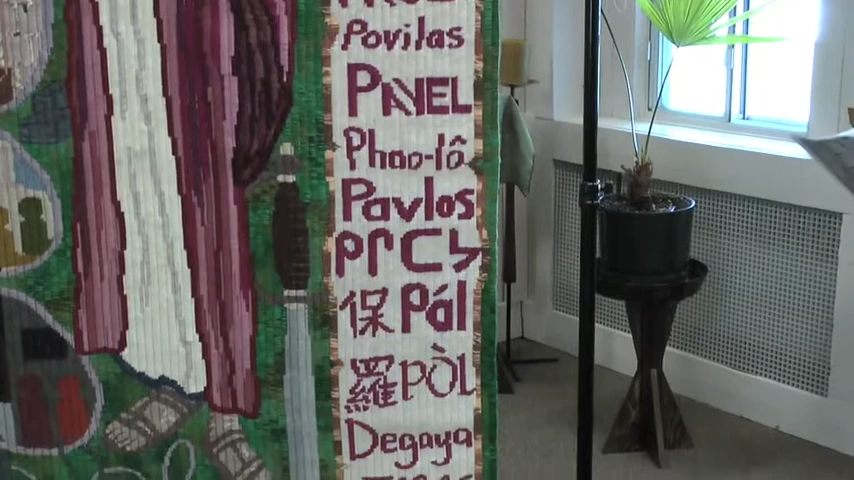 Povilas
PAVEL
Phao-lô
Pavlos
保 Pál
羅 PÒL
Degaya